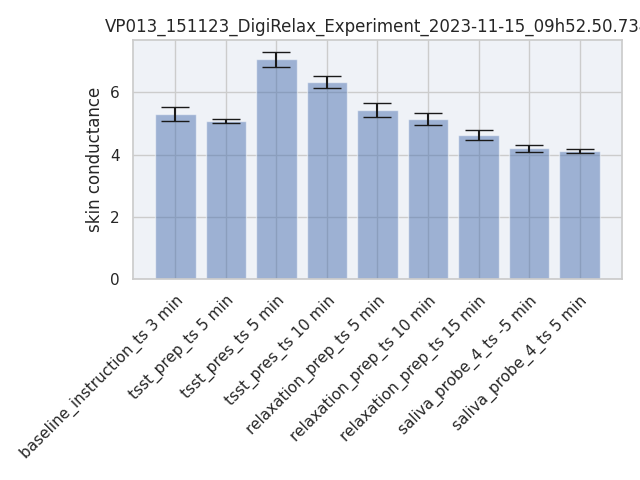 VP013_151123_DigiRelax_Experiment_2023-11-15_09h52.50.73
skin conductance
6
4
2
0
baseline_instruction_ts 3 min
tsst_prep_ts 5 min
tsst_pres_ts 5 min
tsst_pres_ts 10 min
relaxation_prep_ts 5 min
relaxation_prep_ts 10 min
relaxation_prep_ts 15 min
saliva_probe_4_ts -5 min
saliva_probe_4_ts 5 min